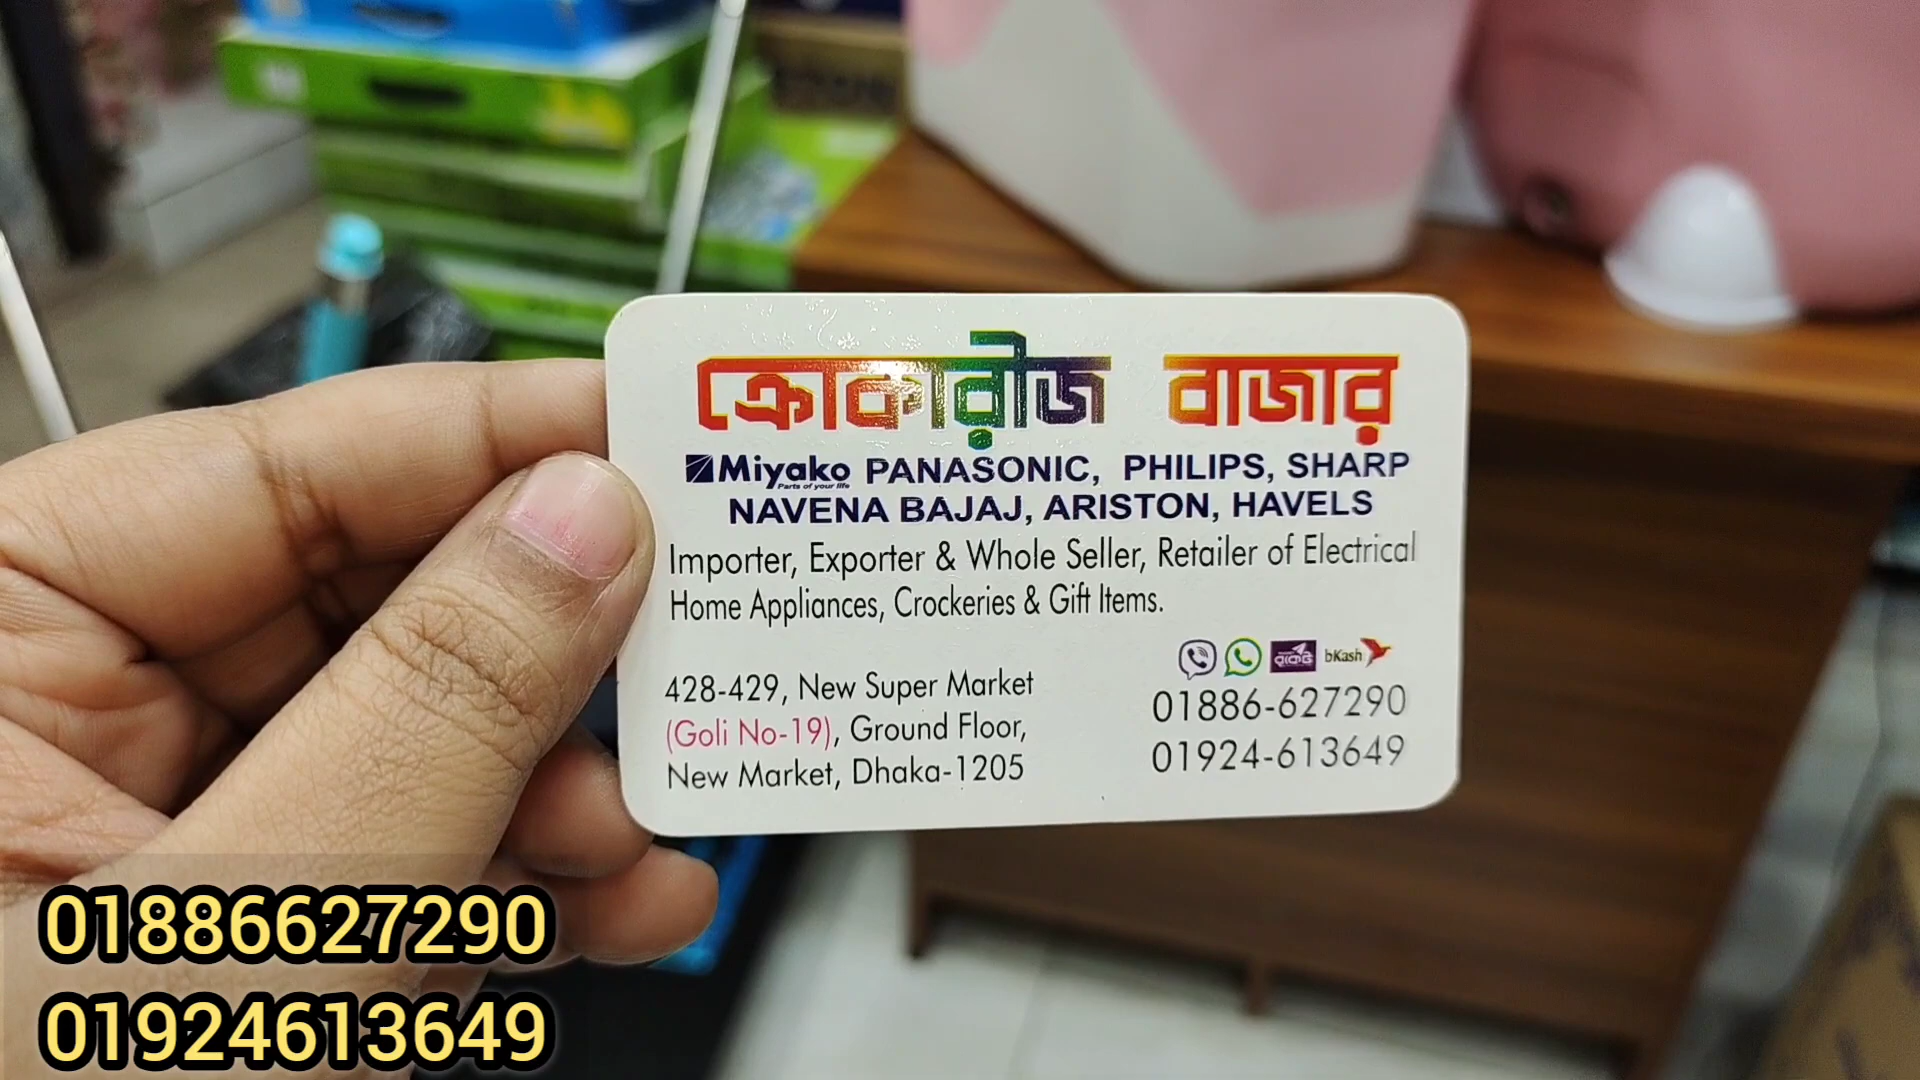 ক্রোকারীজ বাজার
Miyako PANASONIC, PHILIPS, SHARP
Parts of your life
NAVENA BAJAJ, ARISTON, HAVELS
Importer, Exporter & Whole Seller, Retailer of Electrical
Home Appliances, Crockeries & Gift Items.
428-429, New Super Market
(Goli No-19), Ground Floor,
New Market, Dhaka-1205
রকেট bKash
01886-627290
01924-613649
01886627290
01924613649